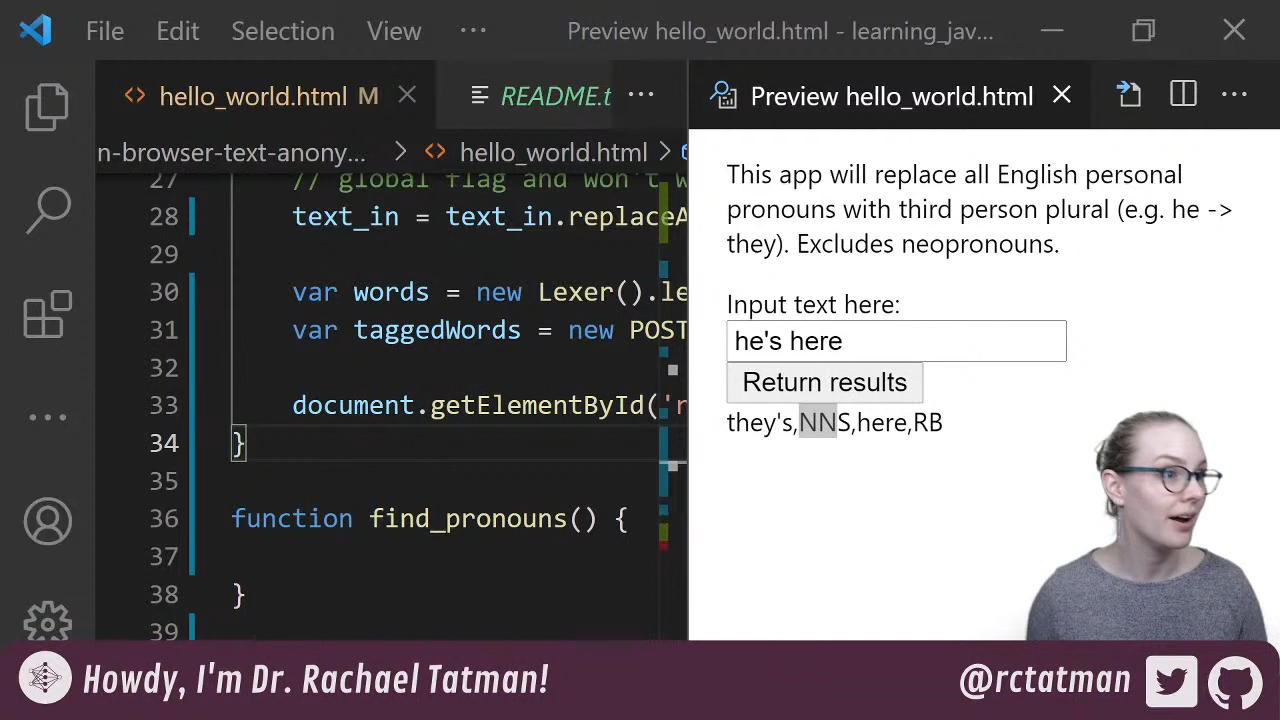 File Edit Selection View ··· Preview hello_world.html - learning_jav...
hello_world.html M README.t ···
Preview hello_world.html ···
n-browser-text-anony... > hello_world.html >
27 // global flag and won't w
28 text_in = text_in.replaceA
29
30 var words = new Lexer().le
31 var taggedWords = new POST
32
33 document.getElementById('n
34 }
35
36 function find_pronouns() {
37
38 }
39
This app will replace all English personal
pronouns with third person plural (e.g. he ->
they). Excludes neopronouns.
Input text here:
he's here
Return results
they's,NNS,here,RB
Howdy, I'm Dr. Rachael Tatman!
@rctatman